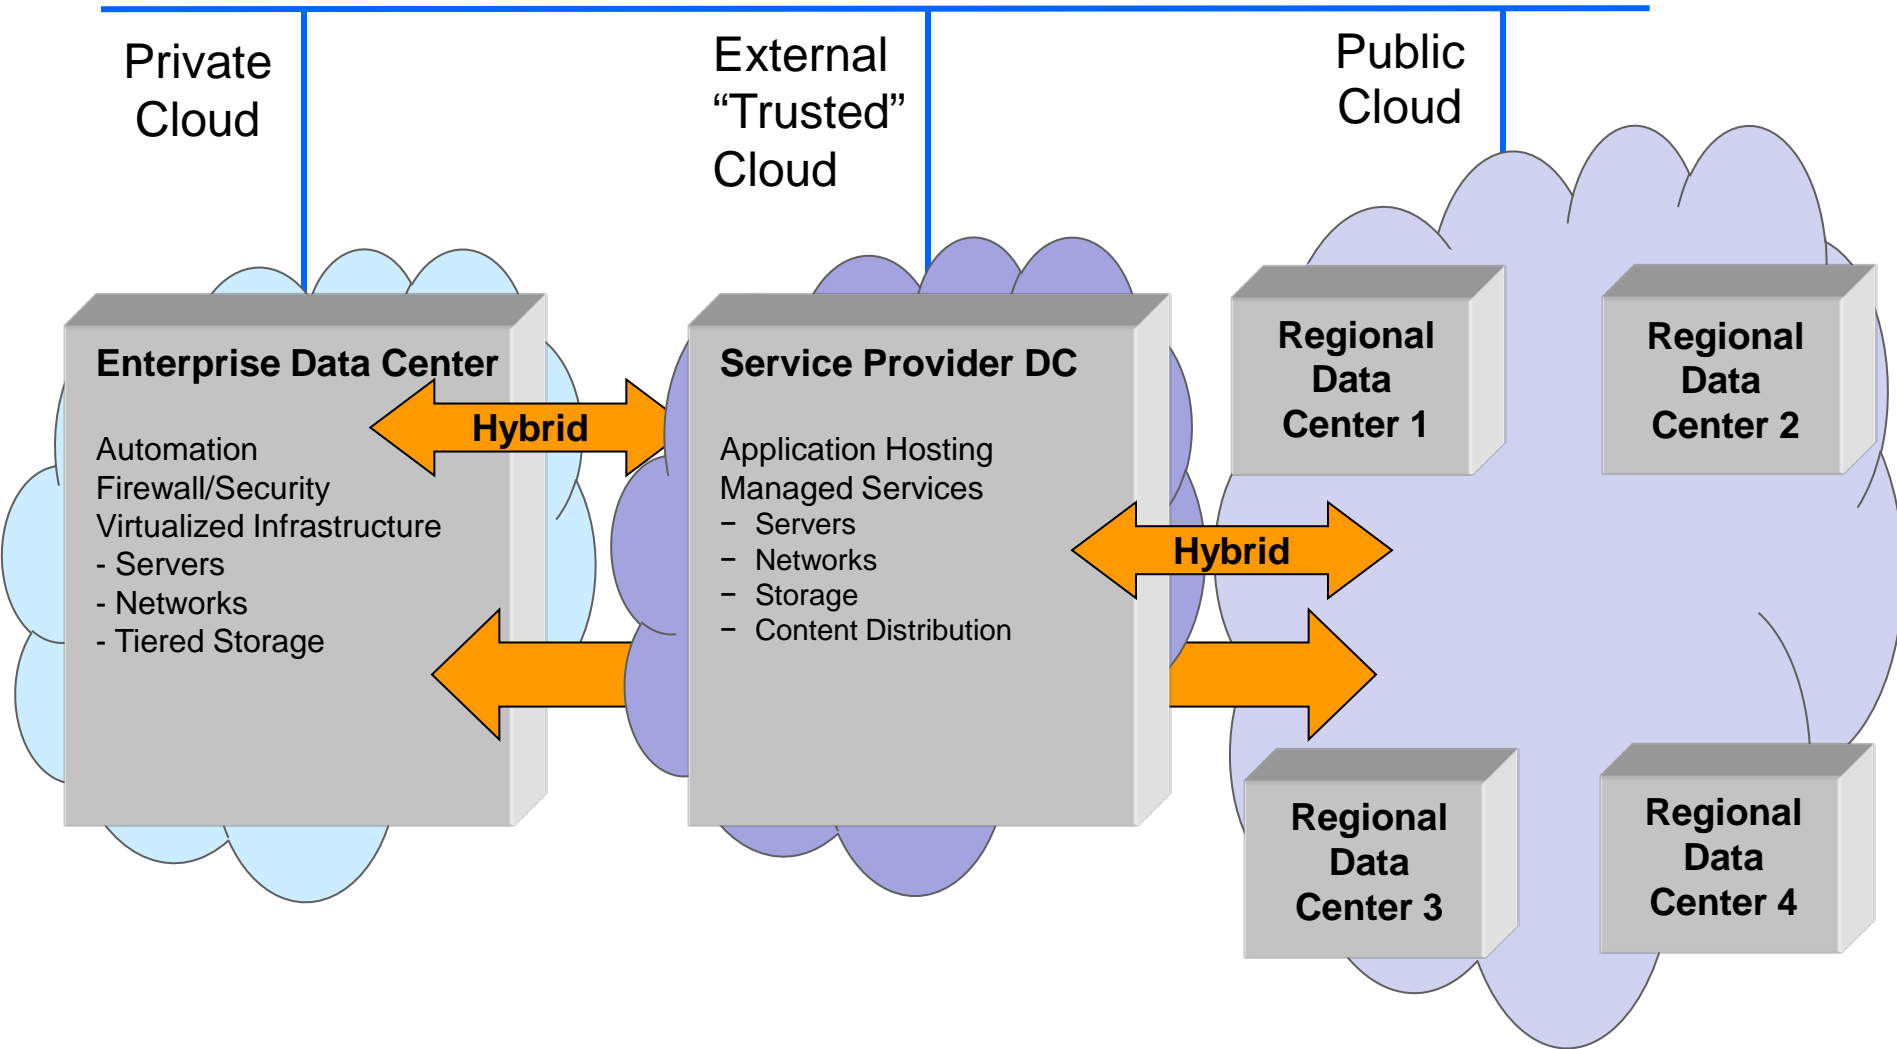 Private
Cloud
External
“Trusted”
Cloud
Public
Cloud
Enterprise Data Center
Automation
Firewall/Security
Virtualized Infrastructure
- Servers
- Networks
- Tiered Storage
Hybrid
Service Provider DC
Application Hosting
Managed Services
− Servers
− Networks
− Storage
− Content Distribution
Hybrid
Regional
Data
Center 1
Regional
Data
Center 2
Regional
Data
Center 3
Regional
Data
Center 4